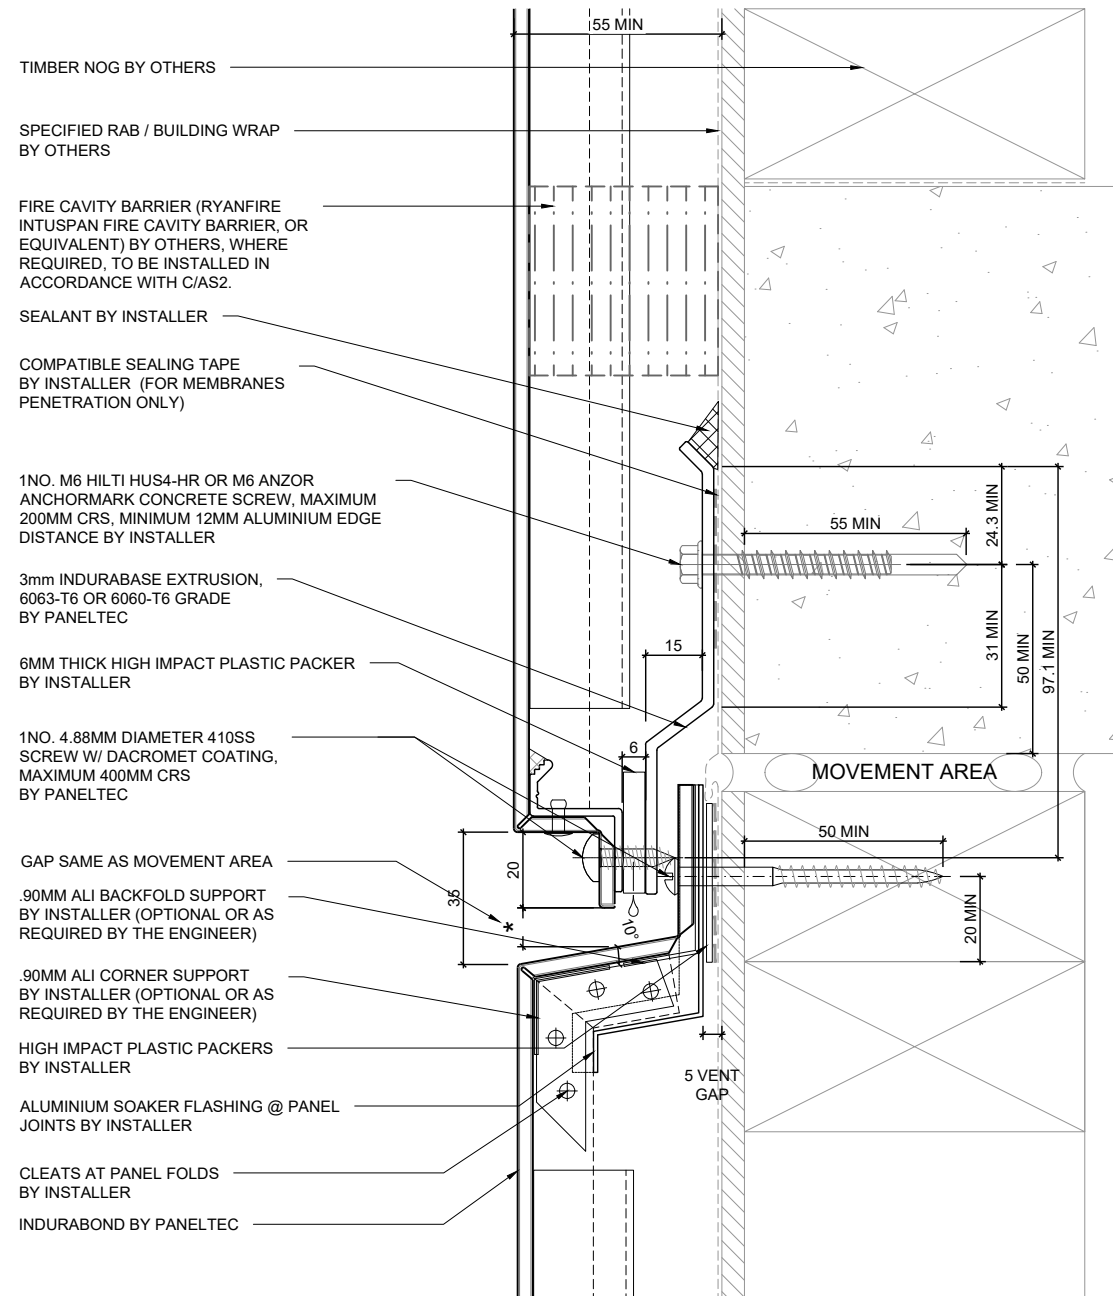 55 MIN
TIMBER NOG BY OTHERS
SPECIFIED RAB / BUILDING WRAP
BY OTHERS
FIRE CAVITY BARRIER (RYANFIRE
INTUSPAN FIRE CAVITY BARRIER, OR
EQUIVALENT) BY OTHERS, WHERE
REQUIRED, TO BE INSTALLED IN
ACCORDANCE WITH C/AS2.
SEALANT BY INSTALLER
COMPATIBLE SEALING TAPE
BY INSTALLER (FOR MEMBRANES
PENETRATION ONLY)
1NO. M6 HILTI HUS4-HR OR M6 ANZOR
ANCHORMARK CONCRETE SCREW, MAXIMUM
200MM CRS, MINIMUM 12MM ALUMINIUM EDGE
DISTANCE BY INSTALLER
55 MIN
24.3 MIN
3mm INDURABASE EXTRUSION,
6063-T6 OR 6060-T6 GRADE
BY PANELTEC
15
31 MIN
50 MIN
97.1 MIN
6MM THICK HIGH IMPACT PLASTIC PACKER
BY INSTALLER
6
1NO. 4.88MM DIAMETER 410SS
SCREW W/ DACROMET COATING,
MAXIMUM 400MM CRS
BY PANELTEC
MOVEMENT AREA
50 MIN
GAP SAME AS MOVEMENT AREA
35
20
*
10°
20 MIN
.90MM ALI BACKFOLD SUPPORT
BY INSTALLER (OPTIONAL OR AS
REQUIRED BY THE ENGINEER)
.90MM ALI CORNER SUPPORT
BY INSTALLER (OPTIONAL OR AS
REQUIRED BY THE ENGINEER)
HIGH IMPACT PLASTIC PACKERS
BY INSTALLER
5 VENT
GAP
ALUMINIUM SOAKER FLASHING @ PANEL
JOINTS BY INSTALLER
CLEATS AT PANEL FOLDS
BY INSTALLER
INDURABOND BY PANELTEC